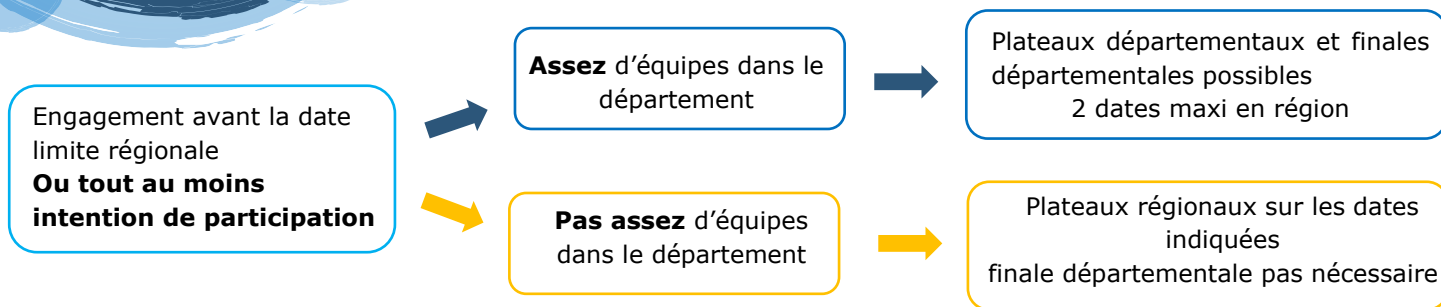 Engagement avant la date
limite régionale
Ou tout au moins
intention de participation
Assez d’équipes dans le
département
Plateaux départementaux et finales
départementales possibles
2 dates maxi en région
Pas assez d’équipes
dans le département
Plateaux régionaux sur les dates
indiquées
finale départementale pas nécessaire